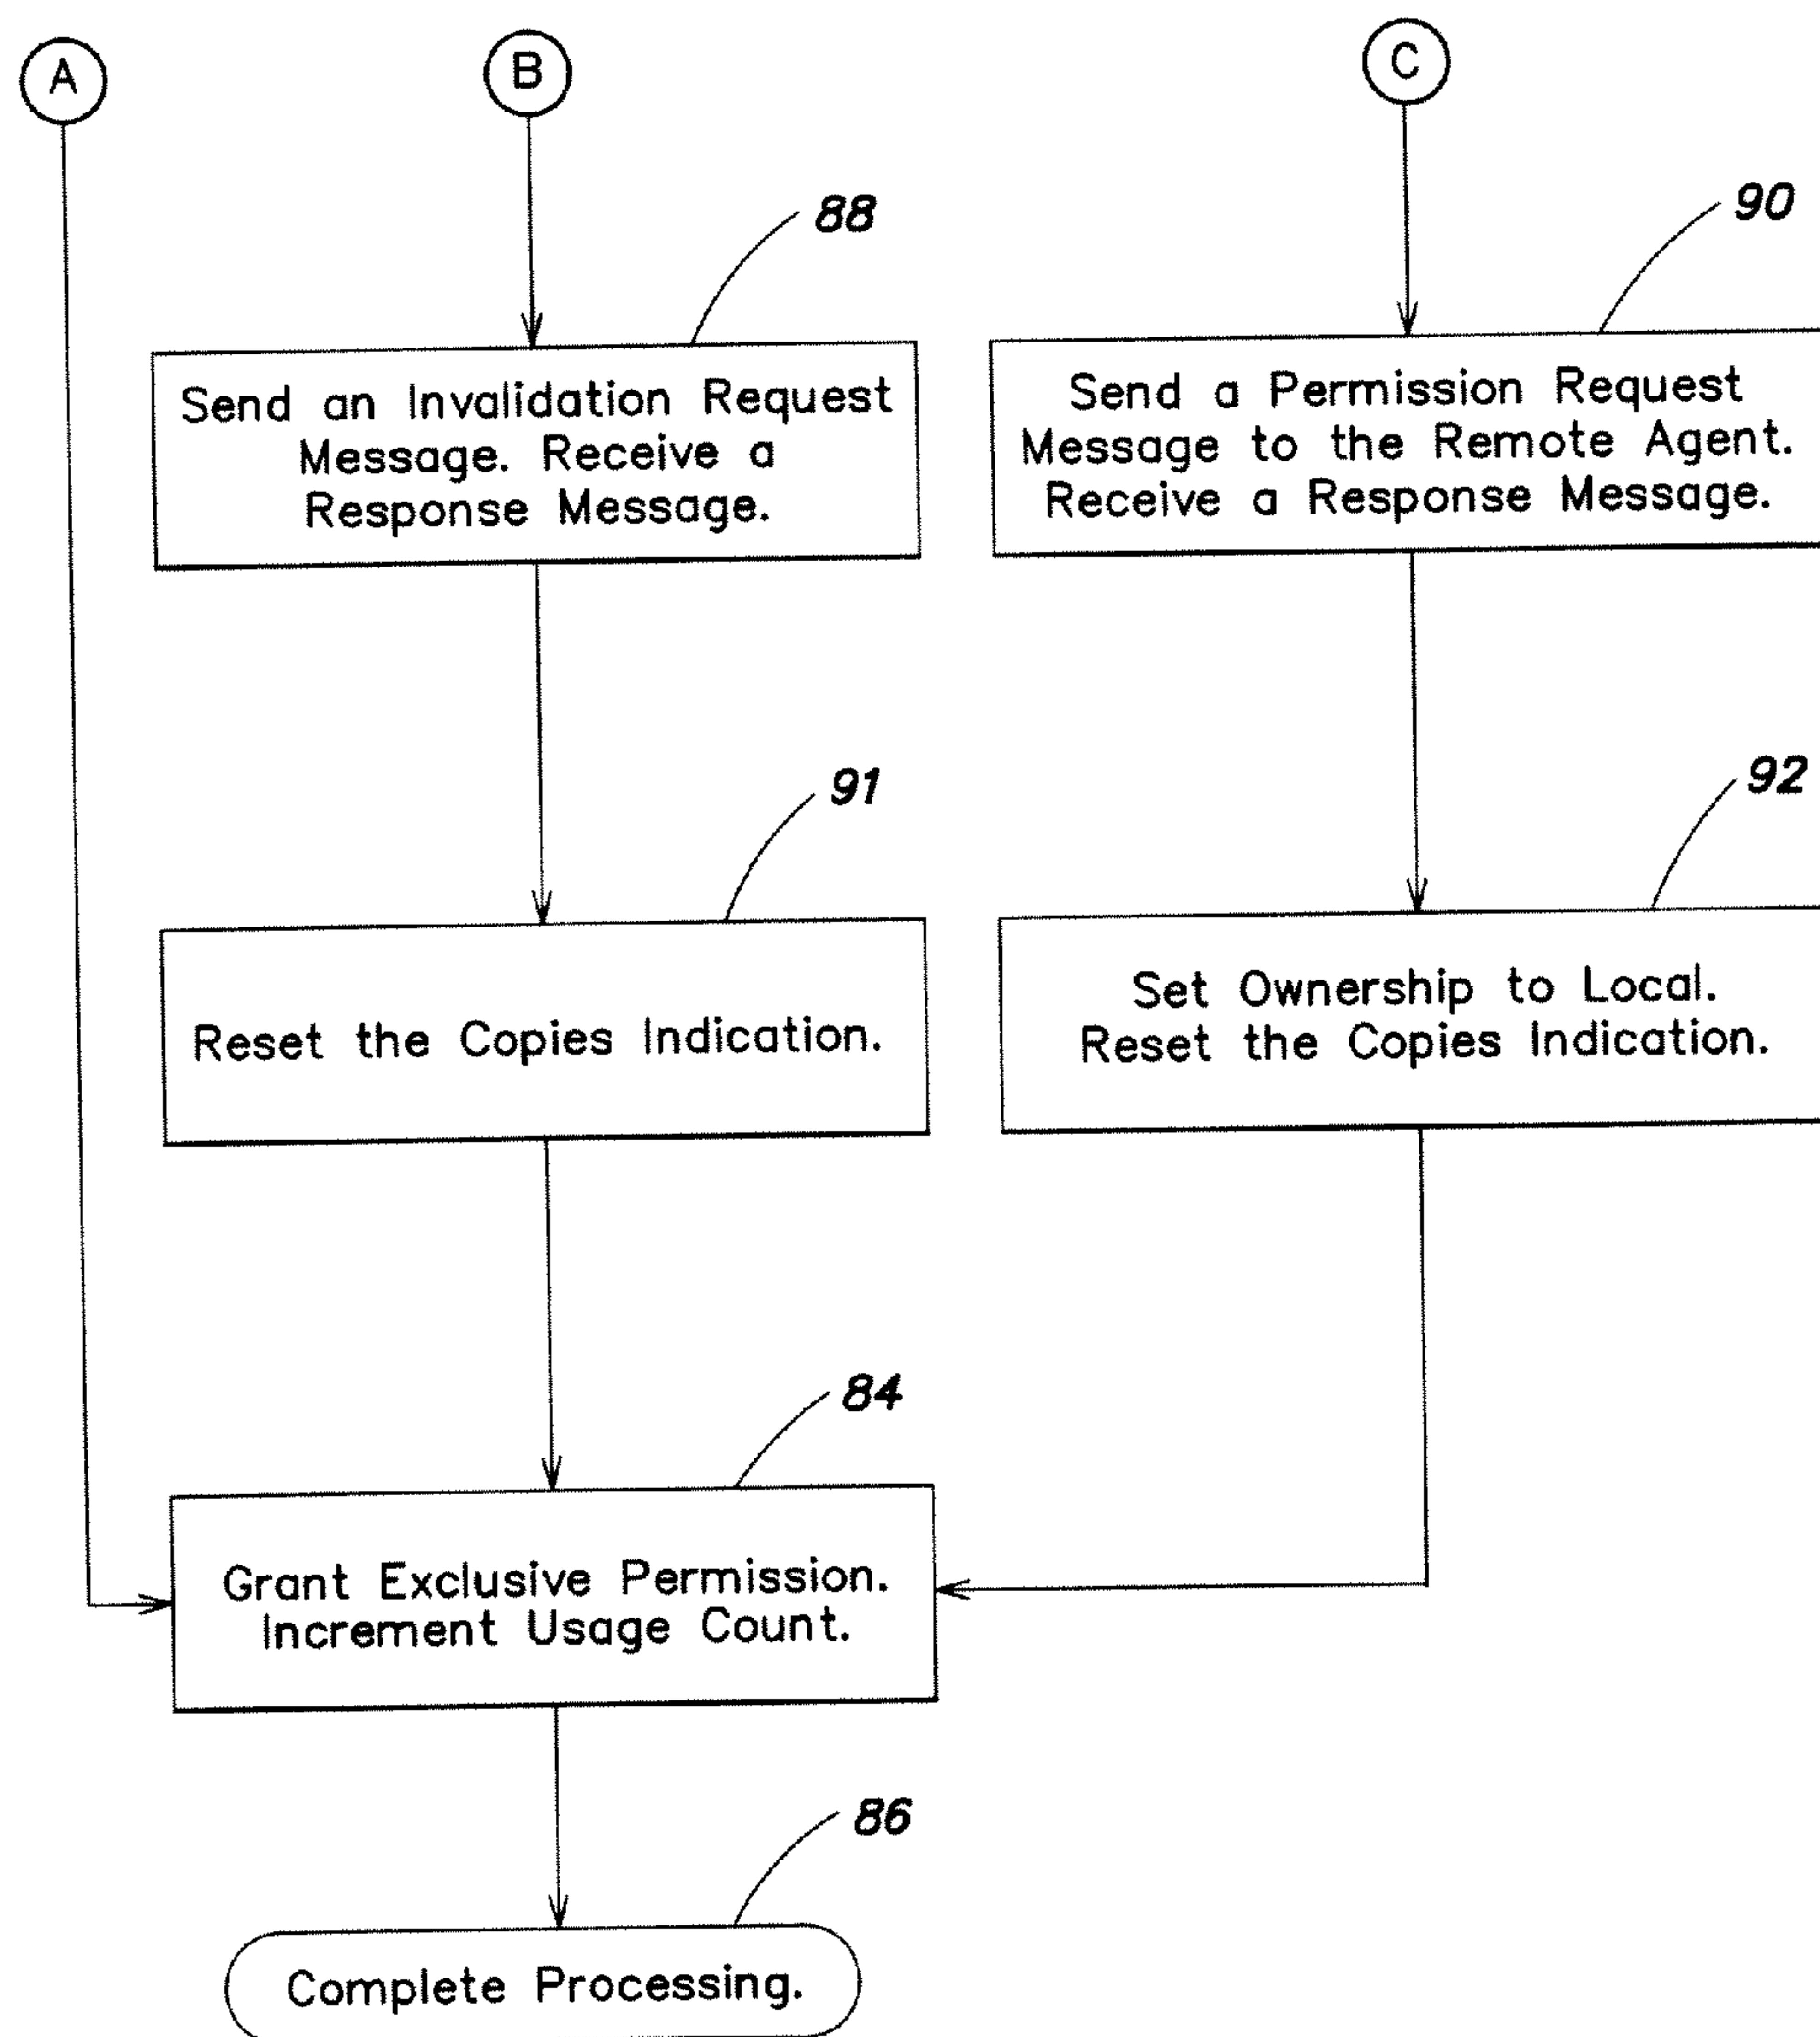 A
B
C
88
90
Send an Invalidation Request
Message. Receive a
Response Message.
Send a Permission Request
Message to the Remote Agent.
Receive a Response Message.
91
92
Reset the Copies Indication.
Set Ownership to Local.
Reset the Copies Indication.
84
Grant Exclusive Permission.
Increment Usage Count.
86
Complete Processing.